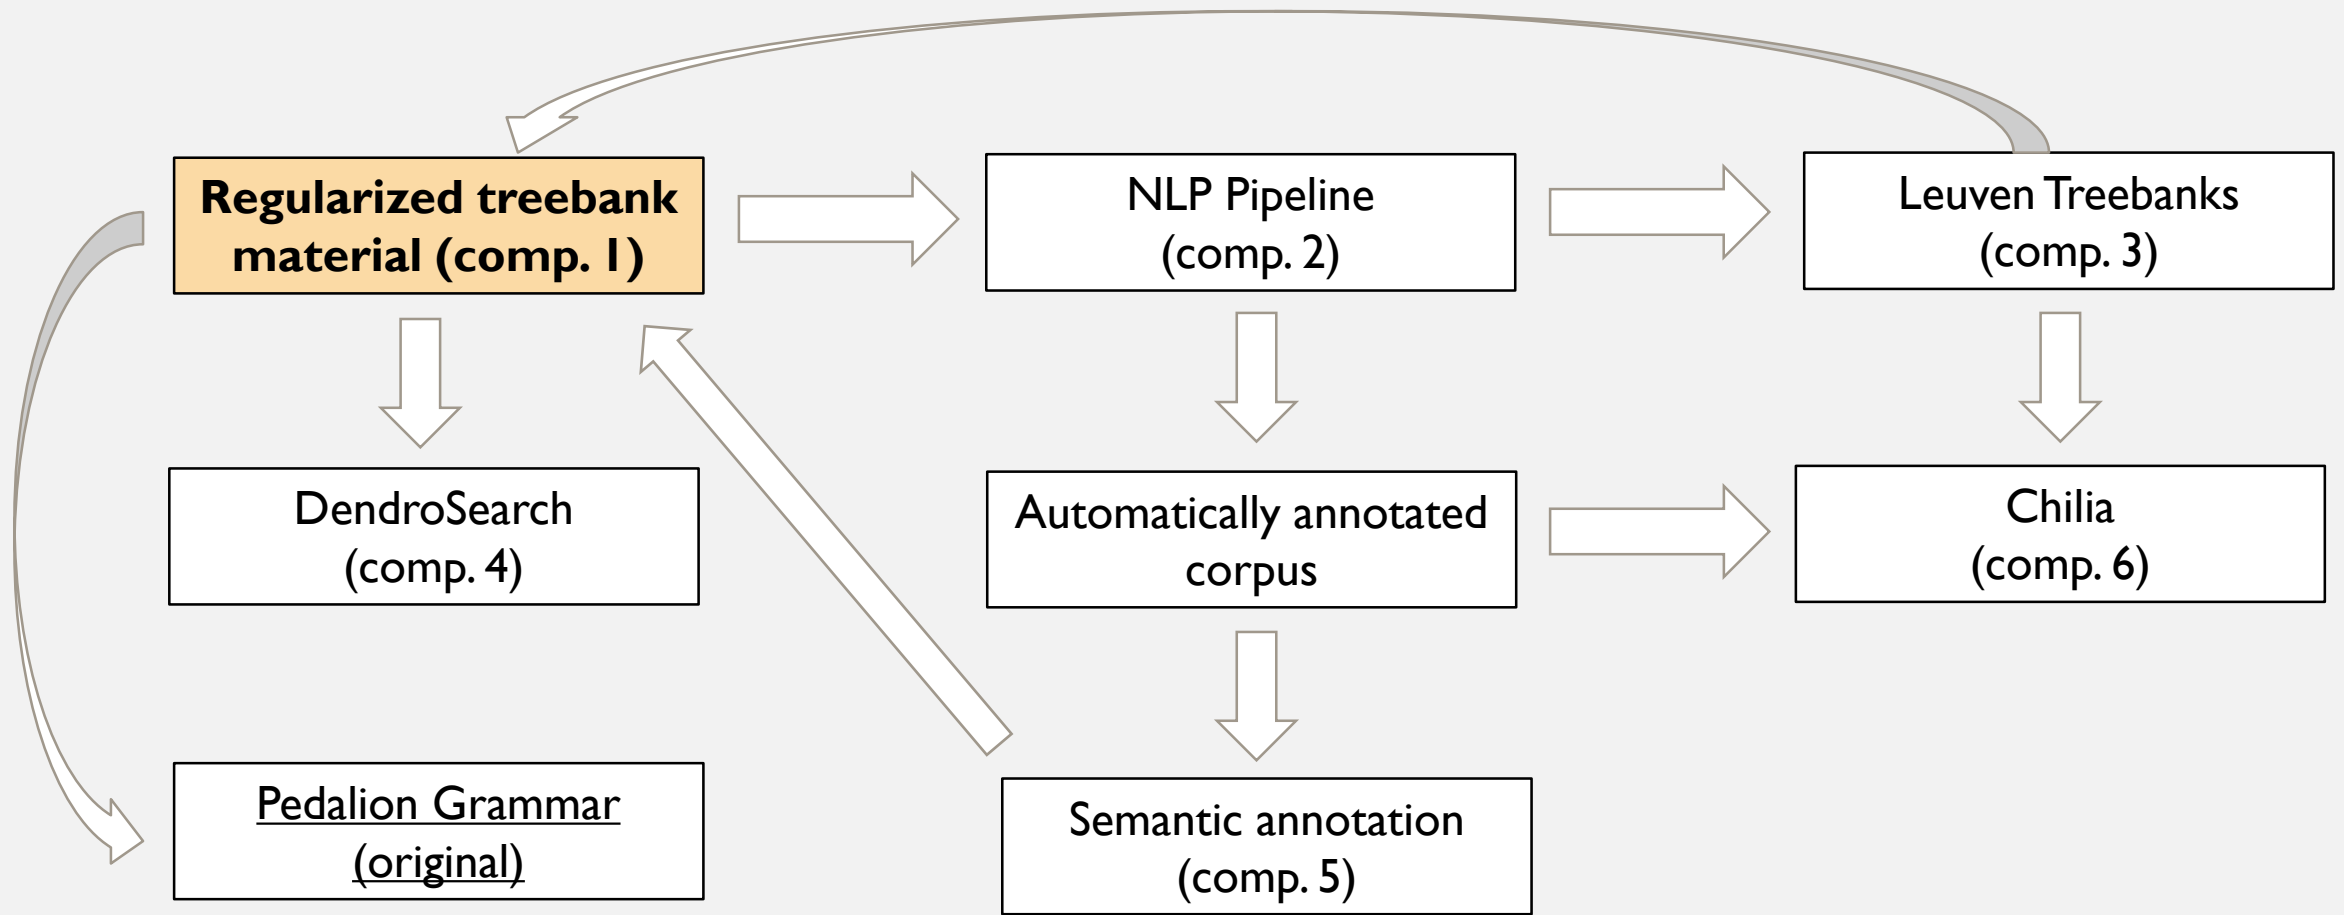 Regularized treebank
material (comp. 1)
NLP Pipeline
(comp. 2)
Leuven Treebanks
(comp. 3)
DendroSearch
(comp. 4)
Automatically annotated
corpus
Chilia
(comp. 6)
Pedalion Grammar
(original)
Semantic annotation
(comp. 5)